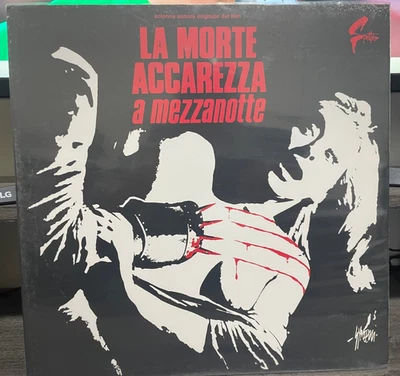 colonna sonora originale del film
LA MORTE
ACCAREZZA
a mezzanotte
LG